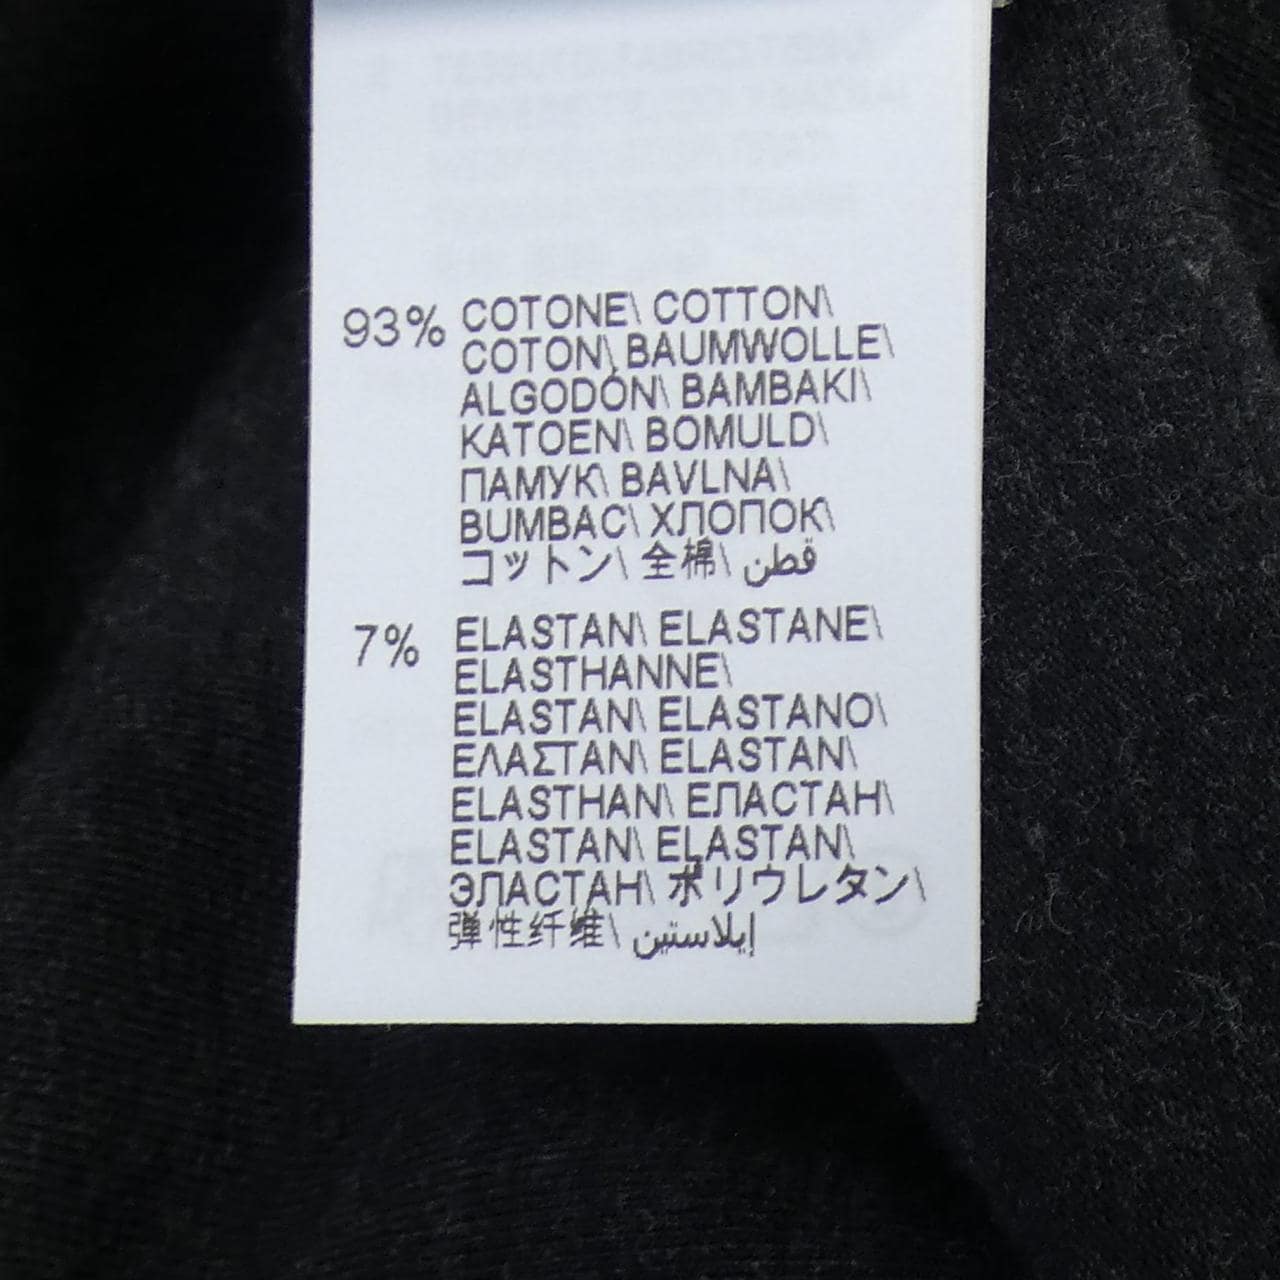 93% COTONE\ COTTON\
COTON\ BAUMWOLLE\
ALGODÓN\ BAMBAKI\
KATOEN\ BOMULD\
ПАМУК\ BAVLNA\
BUMBAC\ ХЛОПОК\
コットン\ 全棉\ قطن
7% ELASTAN\ ELASTANE\
ELASTHANNE\
ELASTAN\ ELASTANO\
ΕΛΑΣΤΑΝ\ ELASTAN\
ELASTHAN\ ЕПАСТАН\
ELASTAN\ ELASTAN\
ЭЛАСТАН\ ポリウレタン\
弹性纤维\ إيلاستين